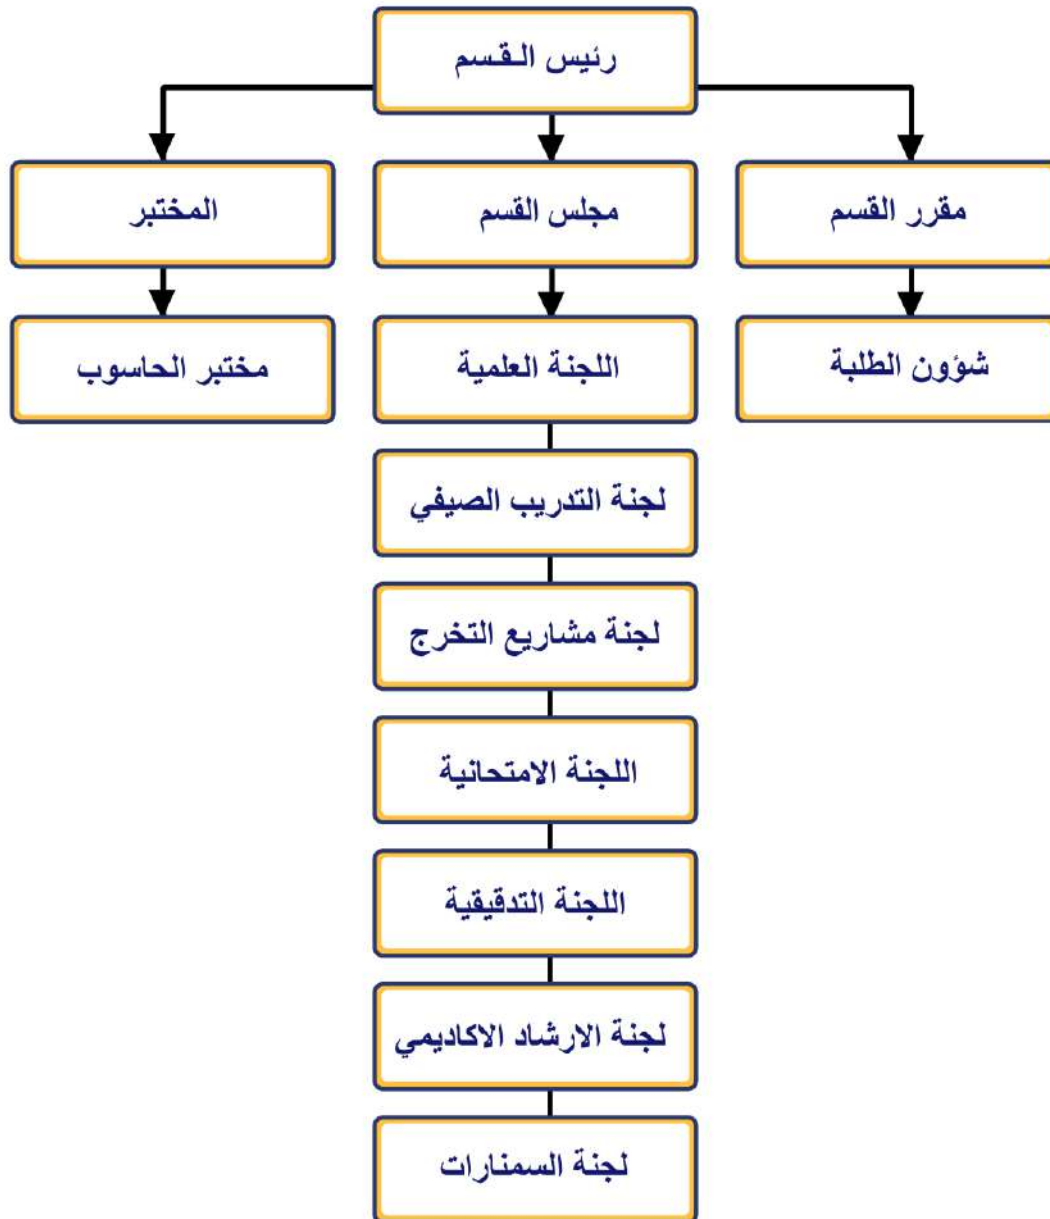 رئيس القسم
مقرر القسم
مجلس القسم
المختبر
شؤون الطلبة
اللجنة العلمية
مختبر الحاسوب
لجنة التدريب الصيفي
لجنة مشاريع التخرج
اللجنة الامتحانية
اللجنة التدقيقية
لجنة الارشاد الاكاديمي
لجنة السمنارات